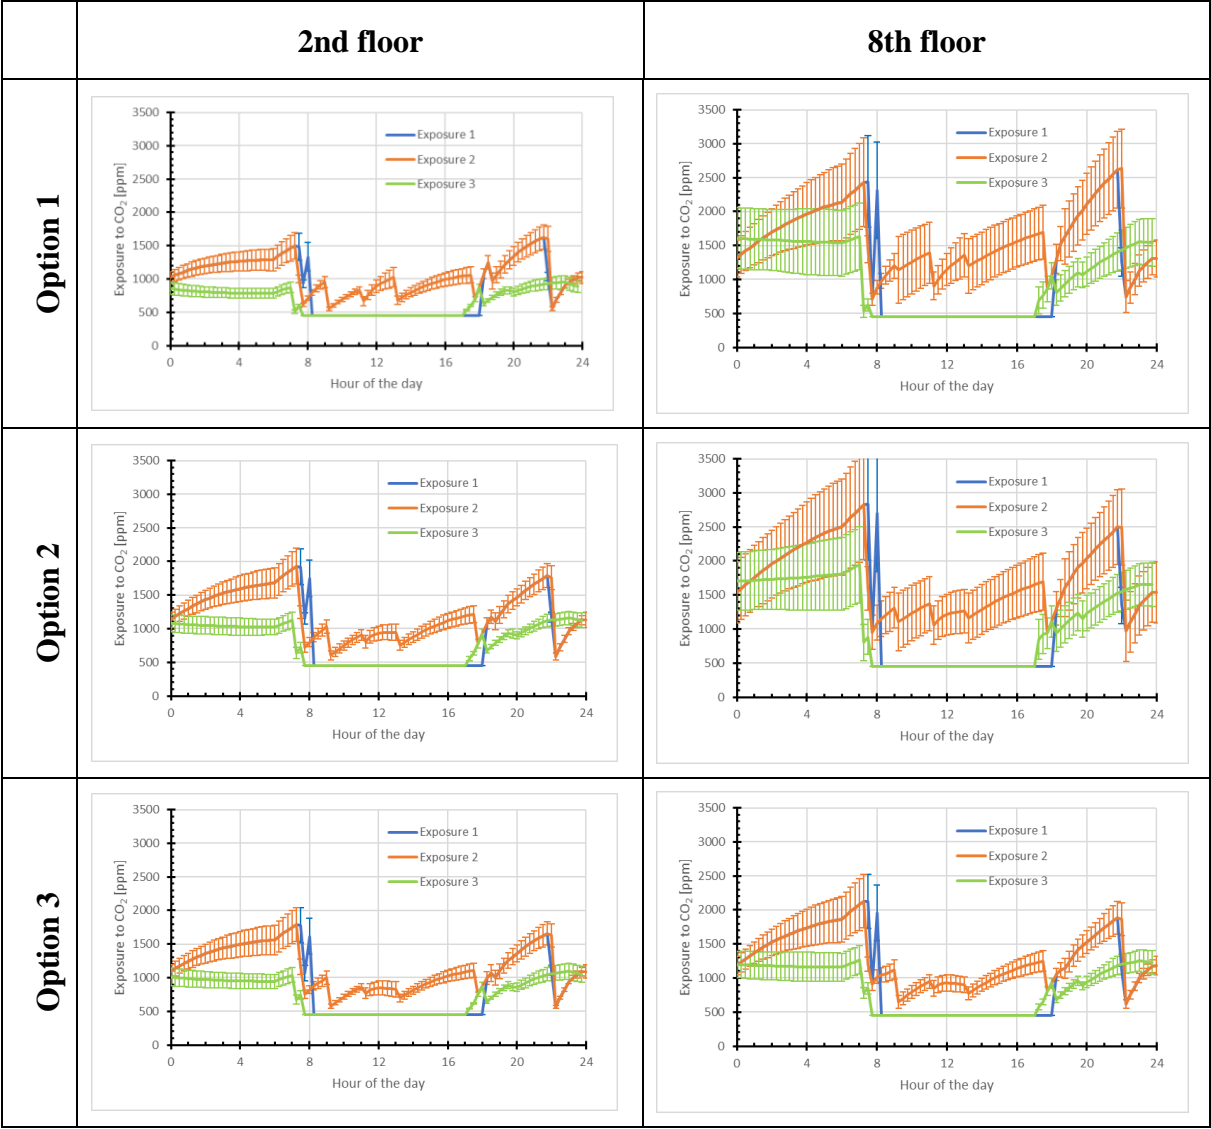 2nd floor
8th floor
Option 1
3500
3000
2500
2000
1500
1000
500
0
0 4 8 12 16 20 24
Exposure to CO₂ [ppm]
Hour of the day
Exposure 1
Exposure 2
Exposure 3
3500
3000
2500
2000
1500
1000
500
0
0 4 8 12 16 20 24
Exposure to CO₂ [ppm]
Hour of the day
Exposure 1
Exposure 2
Exposure 3
Option 2
3500
3000
2500
2000
1500
1000
500
0
0 4 8 12 16 20 24
Exposure to CO₂ [ppm]
Hour of the day
Exposure 1
Exposure 2
Exposure 3
3500
3000
2500
2000
1500
1000
500
0
0 4 8 12 16 20 24
Exposure to CO₂ [ppm]
Hour of the day
Exposure 1
Exposure 2
Exposure 3
Option 3
3500
3000
2500
2000
1500
1000
500
0
0 4 8 12 16 20 24
Exposure to CO₂ [ppm]
Hour of the day
Exposure 1
Exposure 2
Exposure 3
3500
3000
2500
2000
1500
1000
500
0
0 4 8 12 16 20 24
Exposure to CO₂ [ppm]
Hour of the day
Exposure 1
Exposure 2
Exposure 3